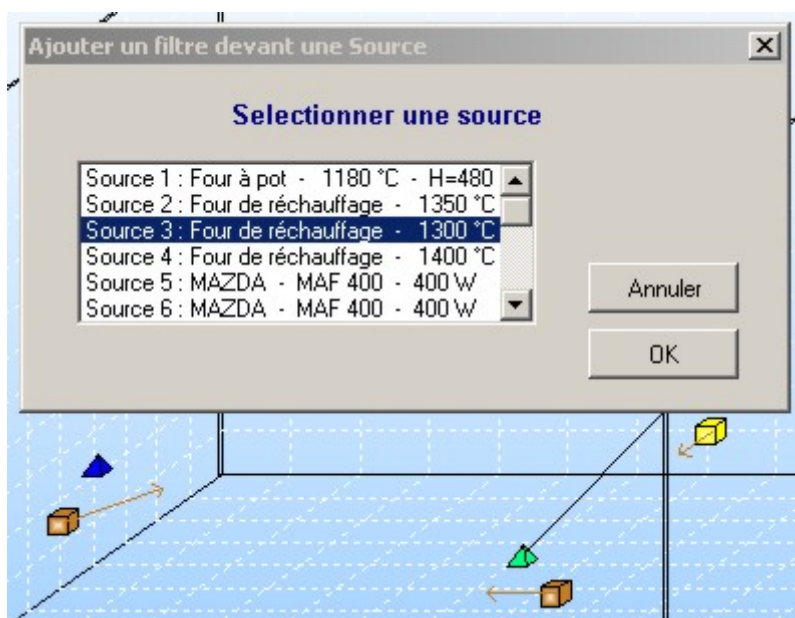 Ajouter un filtre devant une Source
Selectionner une source
Source 1 : Four à pot - 1180 °C - H=480
Source 2 : Four de réchauffage - 1350 °C
Source 3 : Four de réchauffage - 1300 °C
Source 4 : Four de réchauffage - 1400 °C
Source 5 : MAZDA - MAF 400 - 400 W
Source 6 : MAZDA - MAF 400 - 400 W
Annuler
OK